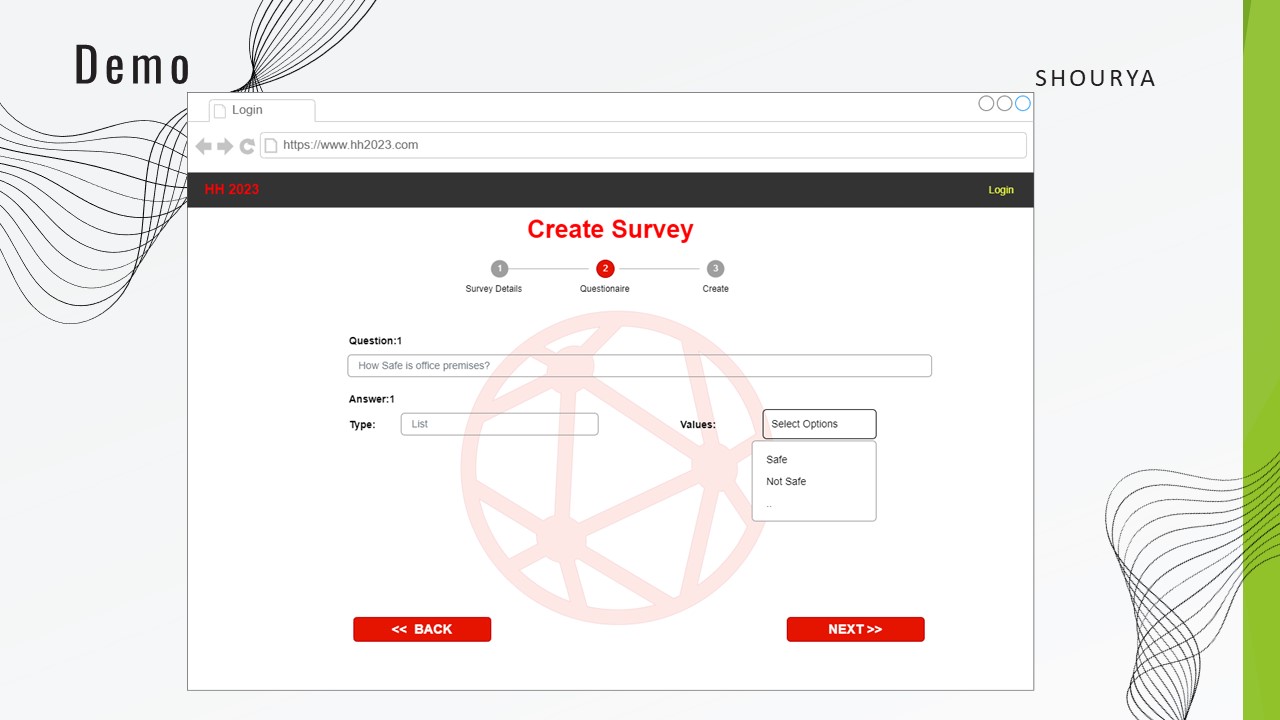 Demo
SHOURYA
Login
https://www.hh2023.com
HH 2023
Login
Create Survey
1 2 3
Survey Details Questionaire Create
Question:1
How Safe is office premises?
Answer:1
Type: List Values: Select Options
Safe
Not Safe
..
<< BACK NEXT >>